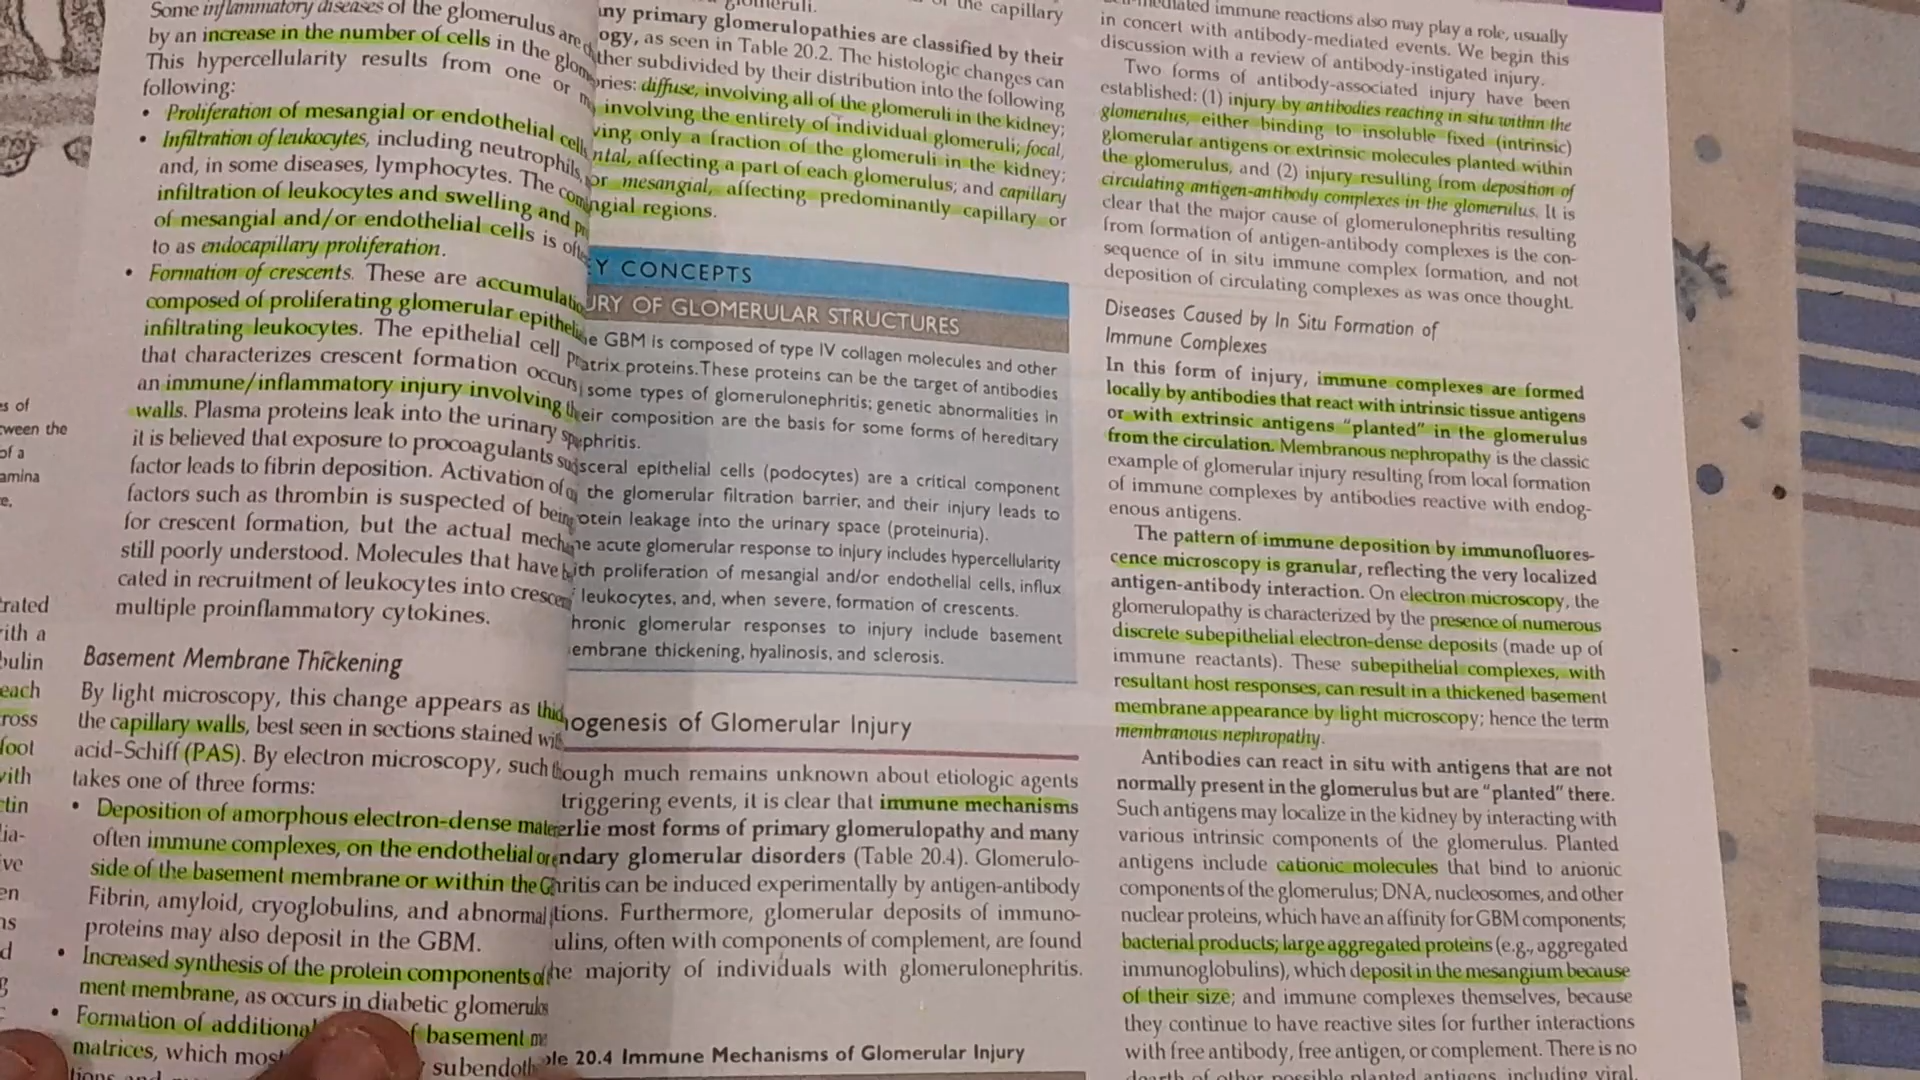 Some inflammatory diseases of the glomerulus are
by an increase in the number of cells in the
This hypercellularity results from one or
following:
• Proliferation of mesangial or endothelial cells
• Infiltration of leukocytes, including neutrophils,
and, in some diseases, lymphocytes. The
infiltration of leukocytes and swelling and
of mesangial and/or endothelial cells is
to as endocapillary proliferation.
• Formation of crescents. These are
composed of proliferating glomerular
infiltrating leukocytes. The epithelial cell
that characterizes crescent formation occurs
an immune/inflammatory injury involving
walls. Plasma proteins leak into the urinary
it is believed that exposure to procoagulants
factor leads to fibrin deposition. Activation of
factors such as thrombin is suspected of being
for crescent formation, but the actual
still poorly understood. Molecules that have
cated in recruitment of leukocytes into
multiple proinflammatory cytokines.
Basement Membrane Thickening
By light microscopy, this change appears as
the capillary walls, best seen in sections stained
acid–Schiff (PAS). By electron microscopy, such
takes one of three forms:
• Deposition of amorphous electron-dense
often immune complexes, on the endothelial or
side of the basement membrane or within the
Fibrin, amyloid, cryoglobulins, and abnormal
proteins may also deposit in the GBM.
• Increased synthesis of the protein components of
ment membrane, as occurs in diabetic
• Formation of additional basement
matrices, which
s of
ween the
of a
amina
e,
trated
ith a
bulin
each
ross
foot
with
ctin
lia-
ve
en
ns
d
g
glomeruli. the capillary
ny primary glomerulopathies are classified by their
ogy, as seen in Table 20.2. The histologic changes can
ther subdivided by their distribution into the following
ries: diffuse, involving all of the glomeruli in the kidney;
involving the entirety of individual glomeruli; focal,
ving only a fraction of the glomeruli in the kidney;
ntal, affecting a part of each glomerulus; and capillary
or mesangial, affecting predominantly capillary or
ngial regions.
Y CONCEPTS
URY OF GLOMERULAR STRUCTURES
e GBM is composed of type IV collagen molecules and other
atrix proteins. These proteins can be the target of antibodies
some types of glomerulonephritis; genetic abnormalities in
eir composition are the basis for some forms of hereditary
phritis.
sceral epithelial cells (podocytes) are a critical component
the glomerular filtration barrier, and their injury leads to
otein leakage into the urinary space (proteinuria).
e acute glomerular response to injury includes hypercellularity
ith proliferation of mesangial and/or endothelial cells, influx
leukocytes, and, when severe, formation of crescents.
hronic glomerular responses to injury include basement
embrane thickening, hyalinosis, and sclerosis.
ogenesis of Glomerular Injury
ough much remains unknown about etiologic agents
triggering events, it is clear that immune mechanisms
erlie most forms of primary glomerulopathy and many
ndary glomerular disorders (Table 20.4). Glomerulo-
ritis can be induced experimentally by antigen-antibody
tions. Furthermore, glomerular deposits of immuno-
ulins, often with components of complement, are found
he majority of individuals with glomerulonephritis.
ble 20.4 Immune Mechanisms of Glomerular Injury
mediated immune reactions also may play a role, usually
in concert with antibody-mediated events. We begin this
discussion with a review of antibody-instigated injury.
Two forms of antibody-associated injury have been
established: (1) injury by antibodies reacting in situ within the
glomerulus, either binding to insoluble fixed (intrinsic)
glomerular antigens or extrinsic molecules planted within
the glomerulus, and (2) injury resulting from deposition of
circulating antigen-antibody complexes in the glomerulus. It is
clear that the major cause of glomerulonephritis resulting
from formation of antigen-antibody complexes is the con-
sequence of in situ immune complex formation, and not
deposition of circulating complexes as was once thought.
Diseases Caused by In Situ Formation of
Immune Complexes
In this form of injury, immune complexes are formed
locally by antibodies that react with intrinsic tissue antigens
or with extrinsic antigens “planted” in the glomerulus
from the circulation. Membranous nephropathy is the classic
example of glomerular injury resulting from local formation
of immune complexes by antibodies reactive with endog-
enous antigens.
The pattern of immune deposition by immunofluores-
cence microscopy is granular, reflecting the very localized
antigen-antibody interaction. On electron microscopy, the
glomerulopathy is characterized by the presence of numerous
discrete subepithelial electron-dense deposits (made up of
immune reactants). These subepithelial complexes, with
resultant host responses, can result in a thickened basement
membrane appearance by light microscopy; hence the term
membranous nephropathy.
Antibodies can react in situ with antigens that are not
normally present in the glomerulus but are “planted” there.
Such antigens may localize in the kidney by interacting with
various intrinsic components of the glomerulus. Planted
antigens include cationic molecules that bind to anionic
components of the glomerulus; DNA, nucleosomes, and other
nuclear proteins, which have an affinity for GBM components;
bacterial products; large aggregated proteins (e.g., aggregated
immunoglobulins), which deposit in the mesangium because
of their size; and immune complexes themselves, because
they continue to have reactive sites for further interactions
with free antibody, free antigen, or complement. There is no
dearth of other possible planted antigens, including viral,